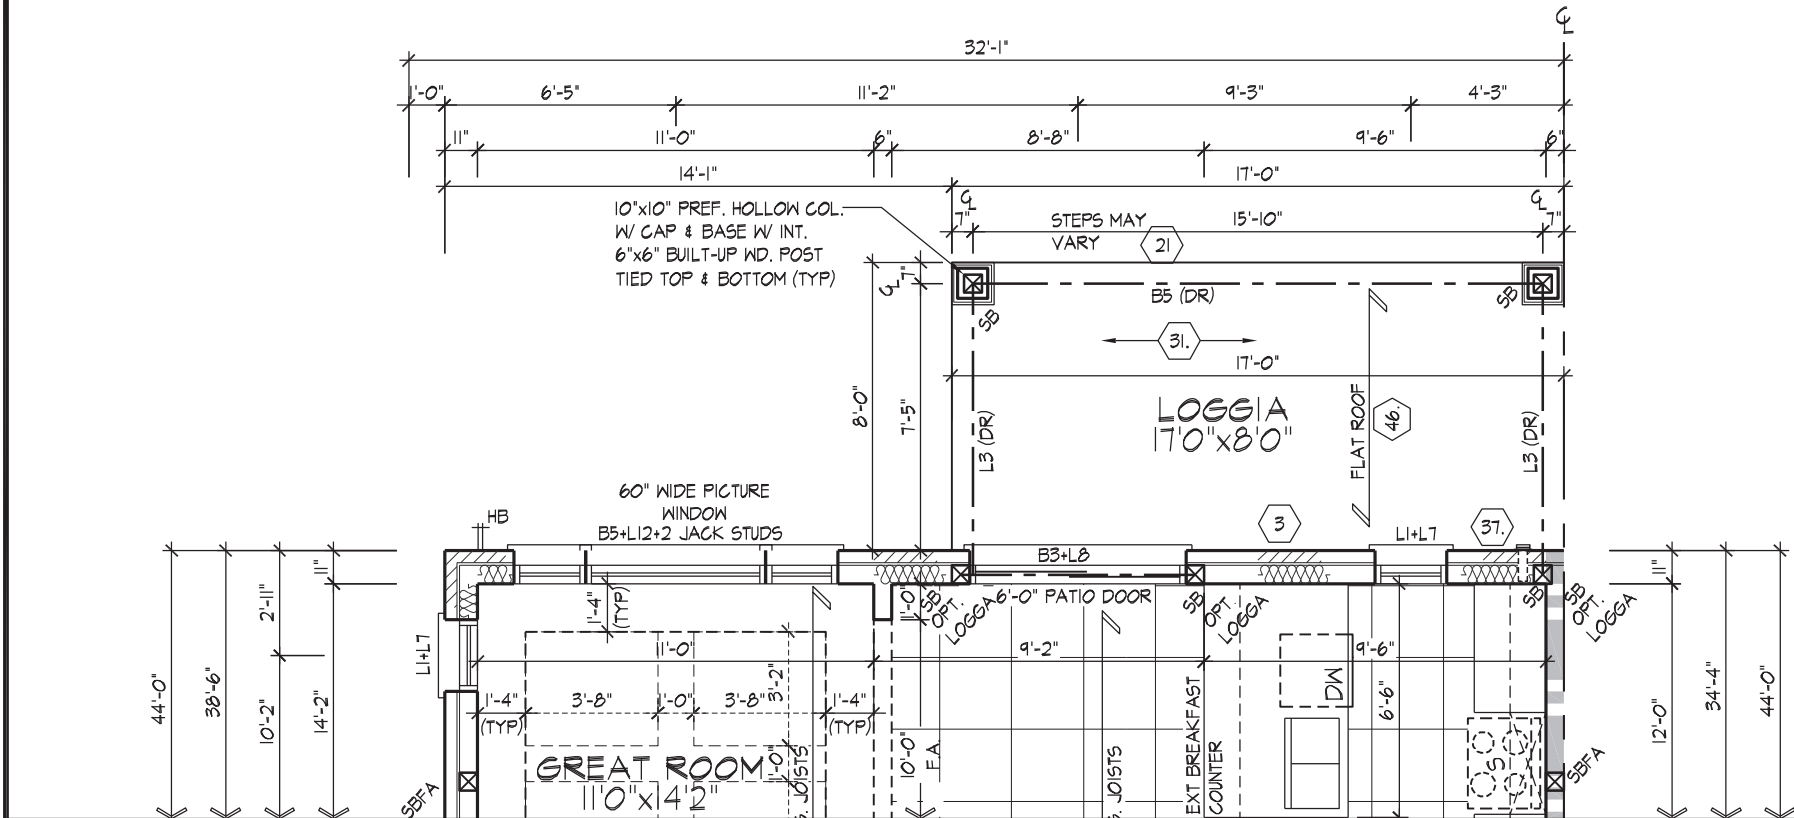 ℄
32'-1"
1'-0" 6'-5" 11'-2" 9'-3" 4'-3"
11" 11'-0" 6" 8'-8" 9'-6" 6"
14'-1" 17'-0"
℄ ℄
7" 15'-10" 7"
10"x10" PREF. HOLLOW COL.
W/ CAP & BASE W/ INT.
6"x6" BUILT-UP WD. POST
TIED TOP & BOTTOM (TYP)
STEPS MAY
VARY
21
℄ 7"
SB
B5 (DR)
SB
31.
17'-0"
8'-0"
7'-5"
L3 (DR)
LOGGIA
17'0"x8'0"
FLAT ROOF
46.
L3 (DR)
60" WIDE PICTURE
WINDOW
B5+L12+2 JACK STUDS
HB
3
L1+L7
37.
B3+L8
6'-0" PATIO DOOR
SB
OPT.
LOGGA
SB
OPT.
LOGGA
SB
SB
OPT.
LOGGA
44'-0"
38'-6"
2'-11"
10'-2"
11"
14'-2"
L1+L7
1'-4"
(TYP)
1'-0"
1'-0" 9'-2" 9'-6"
1'-4"
(TYP)
3'-8" 1'-0" 3'-8"
3'-2"
1'-4"
(TYP)
1'-0"
GREAT ROOM
11'0"x14'2"
JOISTS
10'-0"
F.A.
JOISTS
EXT BREAKFAST
COUNTER
DW
6'-6"
S
SBFA
SBFA
11"
12'-0"
34'-4"
44'-0"